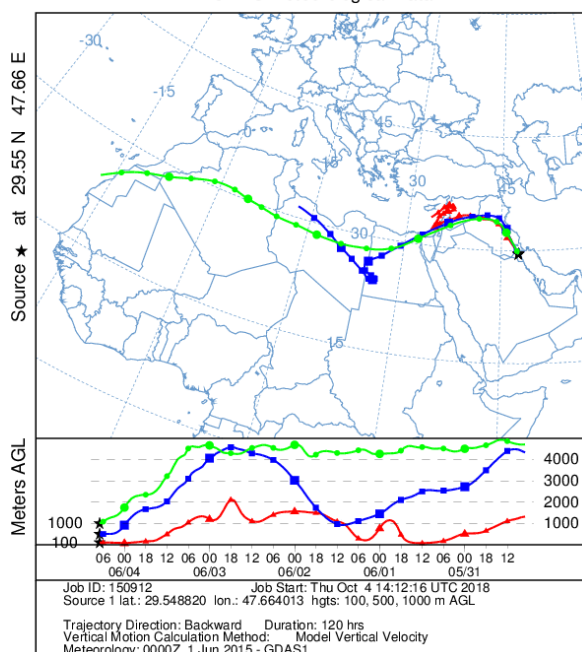 Source ★ at 29.55 N 47.66 E
-30
-15
0
15
30
45
45
30
15
Meters AGL
1000
100
4000
3000
2000
1000
06 00 18 12 06 00 18 12 06 00 18 12 06 00 18 12 06 00 18 12
06/04 06/03 06/02 06/01 05/31
Job ID: 150912 Job Start: Thu Oct 4 14:12:16 UTC 2018
Source 1 lat.: 29.548820 lon.: 47.664013 hgts: 100, 500, 1000 m AGL
Trajectory Direction: Backward Duration: 120 hrs
Vertical Motion Calculation Method: Model Vertical Velocity
Meteorology: 0000Z 1 Jun 2015 - GDAS1